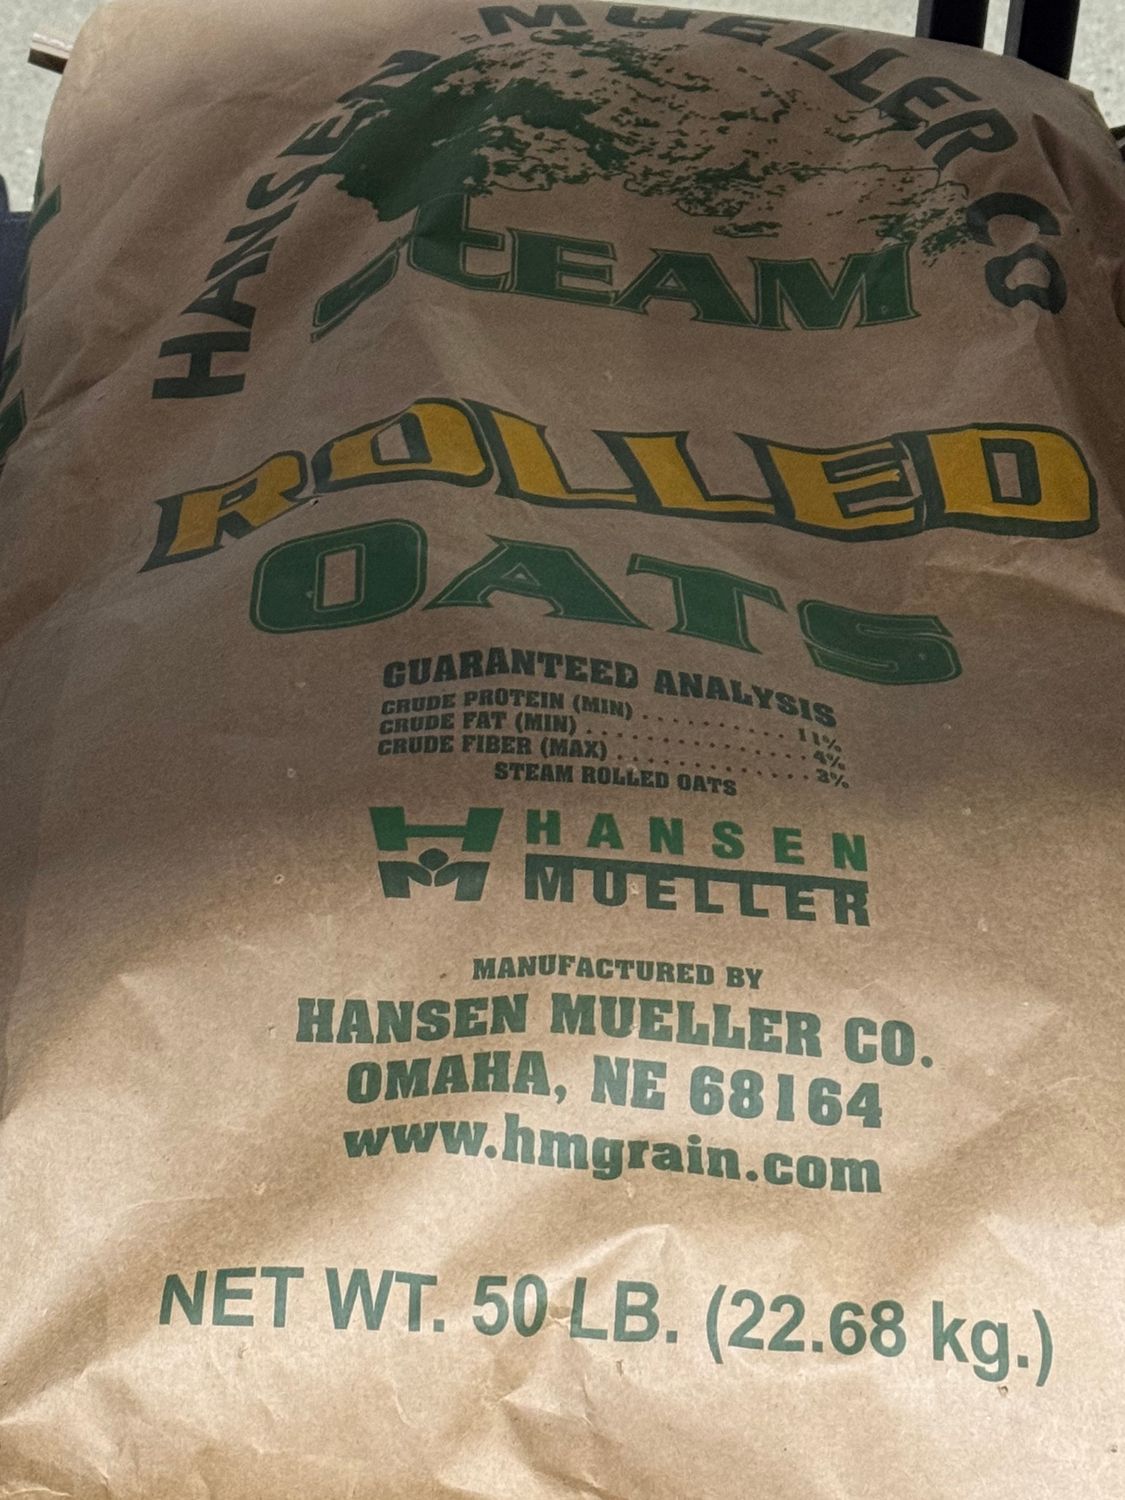 HANSEN MUELLER CO
STEAM
ROLLED
OATS
GUARANTEED ANALYSIS
CRUDE PROTEIN (MIN) . . . . . . . . . . . . . . 11%
CRUDE FAT (MIN) . . . . . . . . . . . . . . . . . . 4%
CRUDE FIBER (MAX) . . . . . . . . . . . . . . . 3%
STEAM ROLLED OATS
HANSEN
MUELLER
MANUFACTURED BY
HANSEN MUELLER CO.
OMAHA, NE 68164
www.hmgrain.com
NET WT. 50 LB. (22.68 kg.)